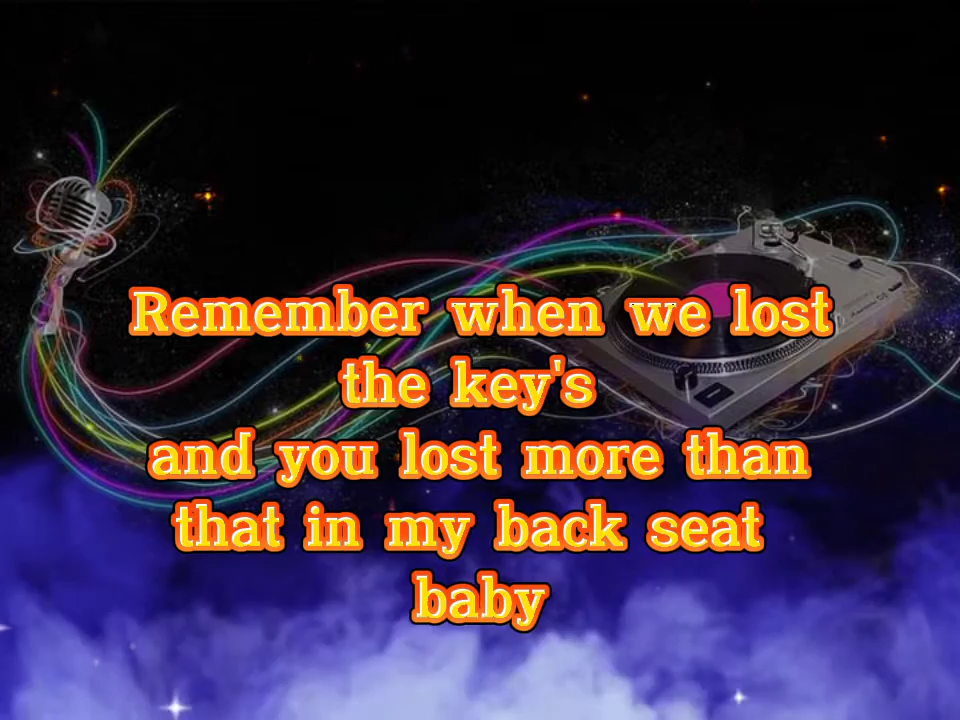 Remember when we lost
the key's
and you lost more than
that in my back seat
baby